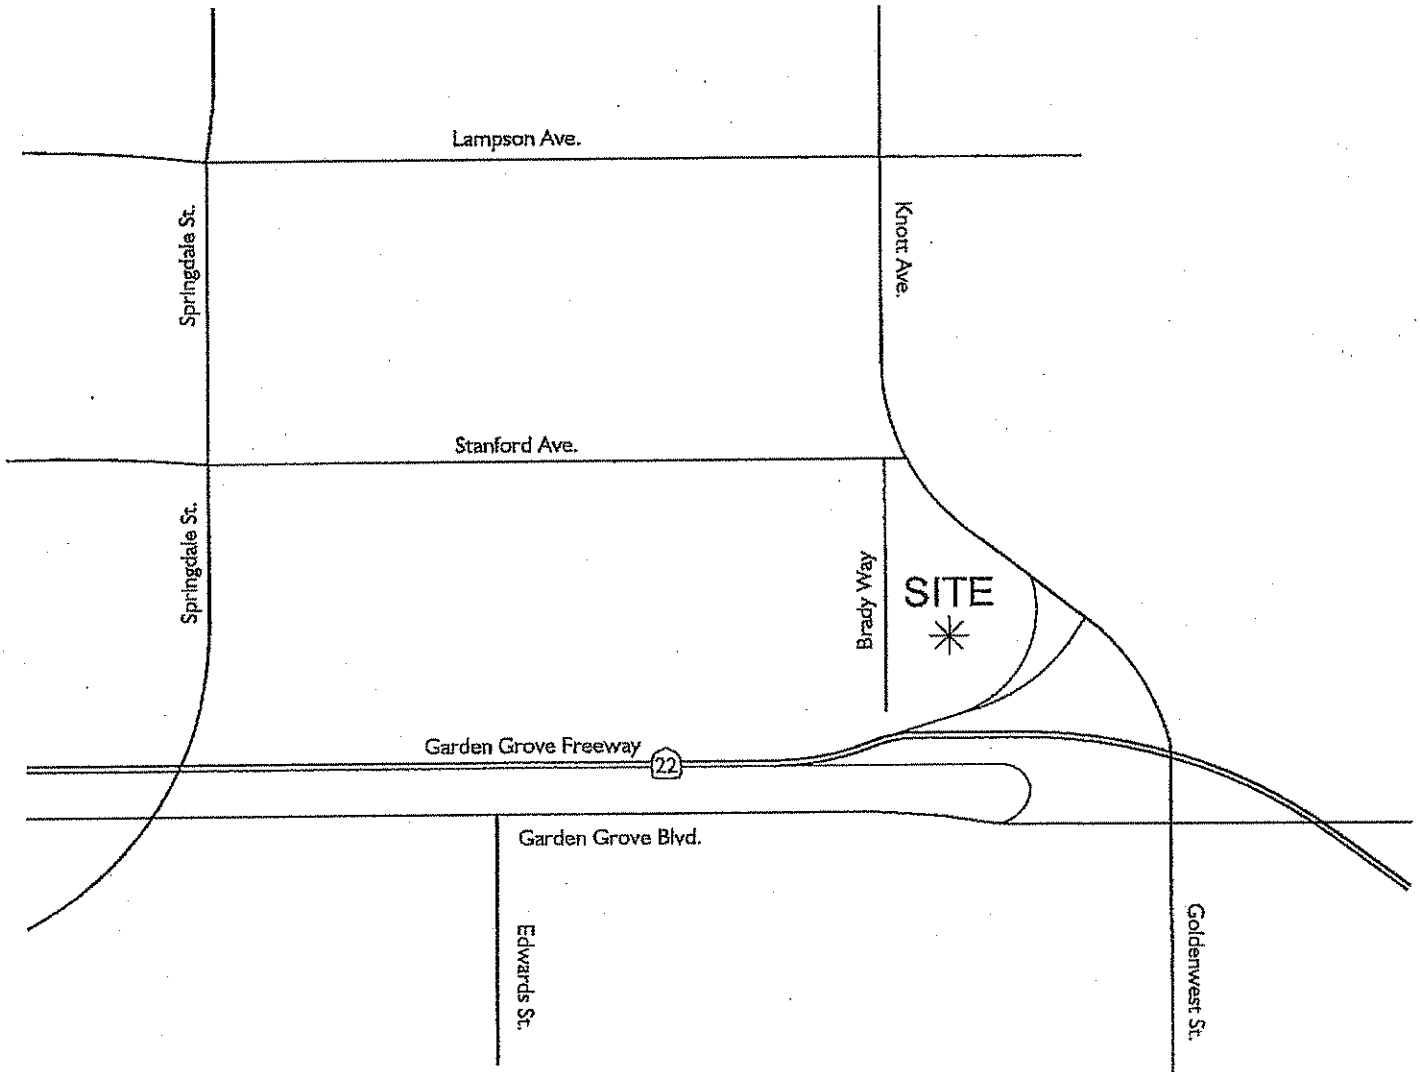 Lampson Ave.
Springdale St.
Knott Ave.
Stanford Ave.
Springdale St.
Brady Way
SITE
Garden Grove Freeway
22
Garden Grove Blvd.
Edwards St.
Goldenwest St.